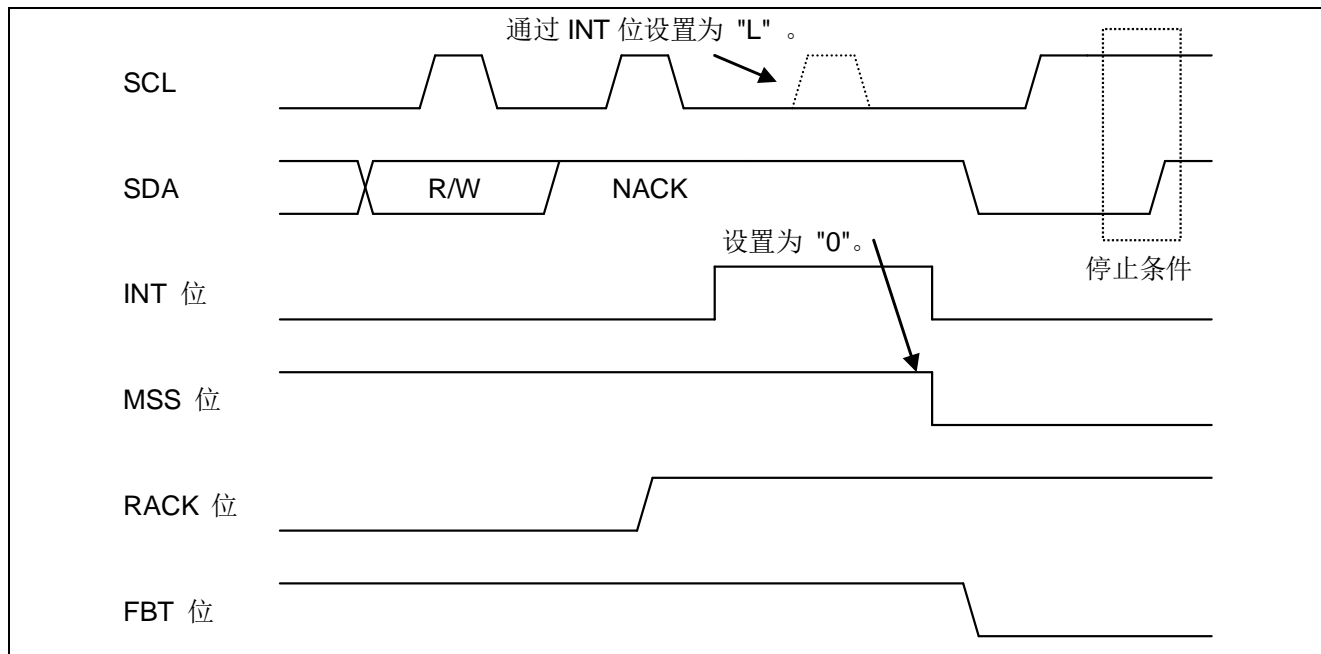 通过 INT 位设置为 "L" 。
SCL
SDA
R/W
NACK
设置为 "0"。
停止条件
INT 位
MSS 位
RACK 位
FBT 位